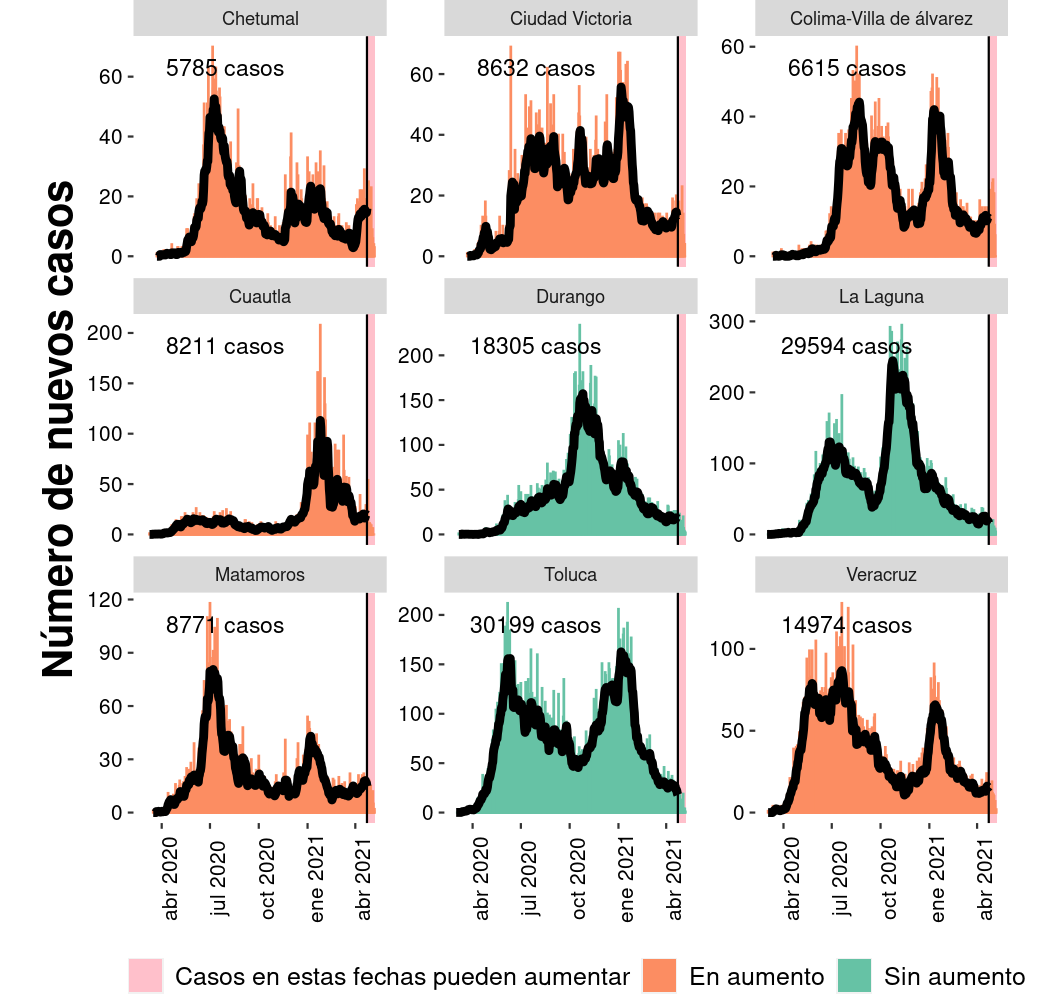 Número de nuevos casos
Chetumal
Ciudad Victoria
Colima-Villa de álvarez
5785 casos
8632 casos
6615 casos
60
40
20
0
60
40
20
0
60
40
20
0
Cuautla
Durango
La Laguna
8211 casos
18305 casos
29594 casos
200
150
100
50
0
200
150
100
50
0
300
200
100
0
Matamoros
Toluca
Veracruz
8771 casos
30199 casos
14974 casos
120
90
60
30
0
200
150
100
50
0
100
50
0
abr 2020
jul 2020
oct 2020
ene 2021
abr 2021
abr 2020
jul 2020
oct 2020
ene 2021
abr 2021
abr 2020
jul 2020
oct 2020
ene 2021
abr 2021
Casos en estas fechas pueden aumentar
En aumento
Sin aumento